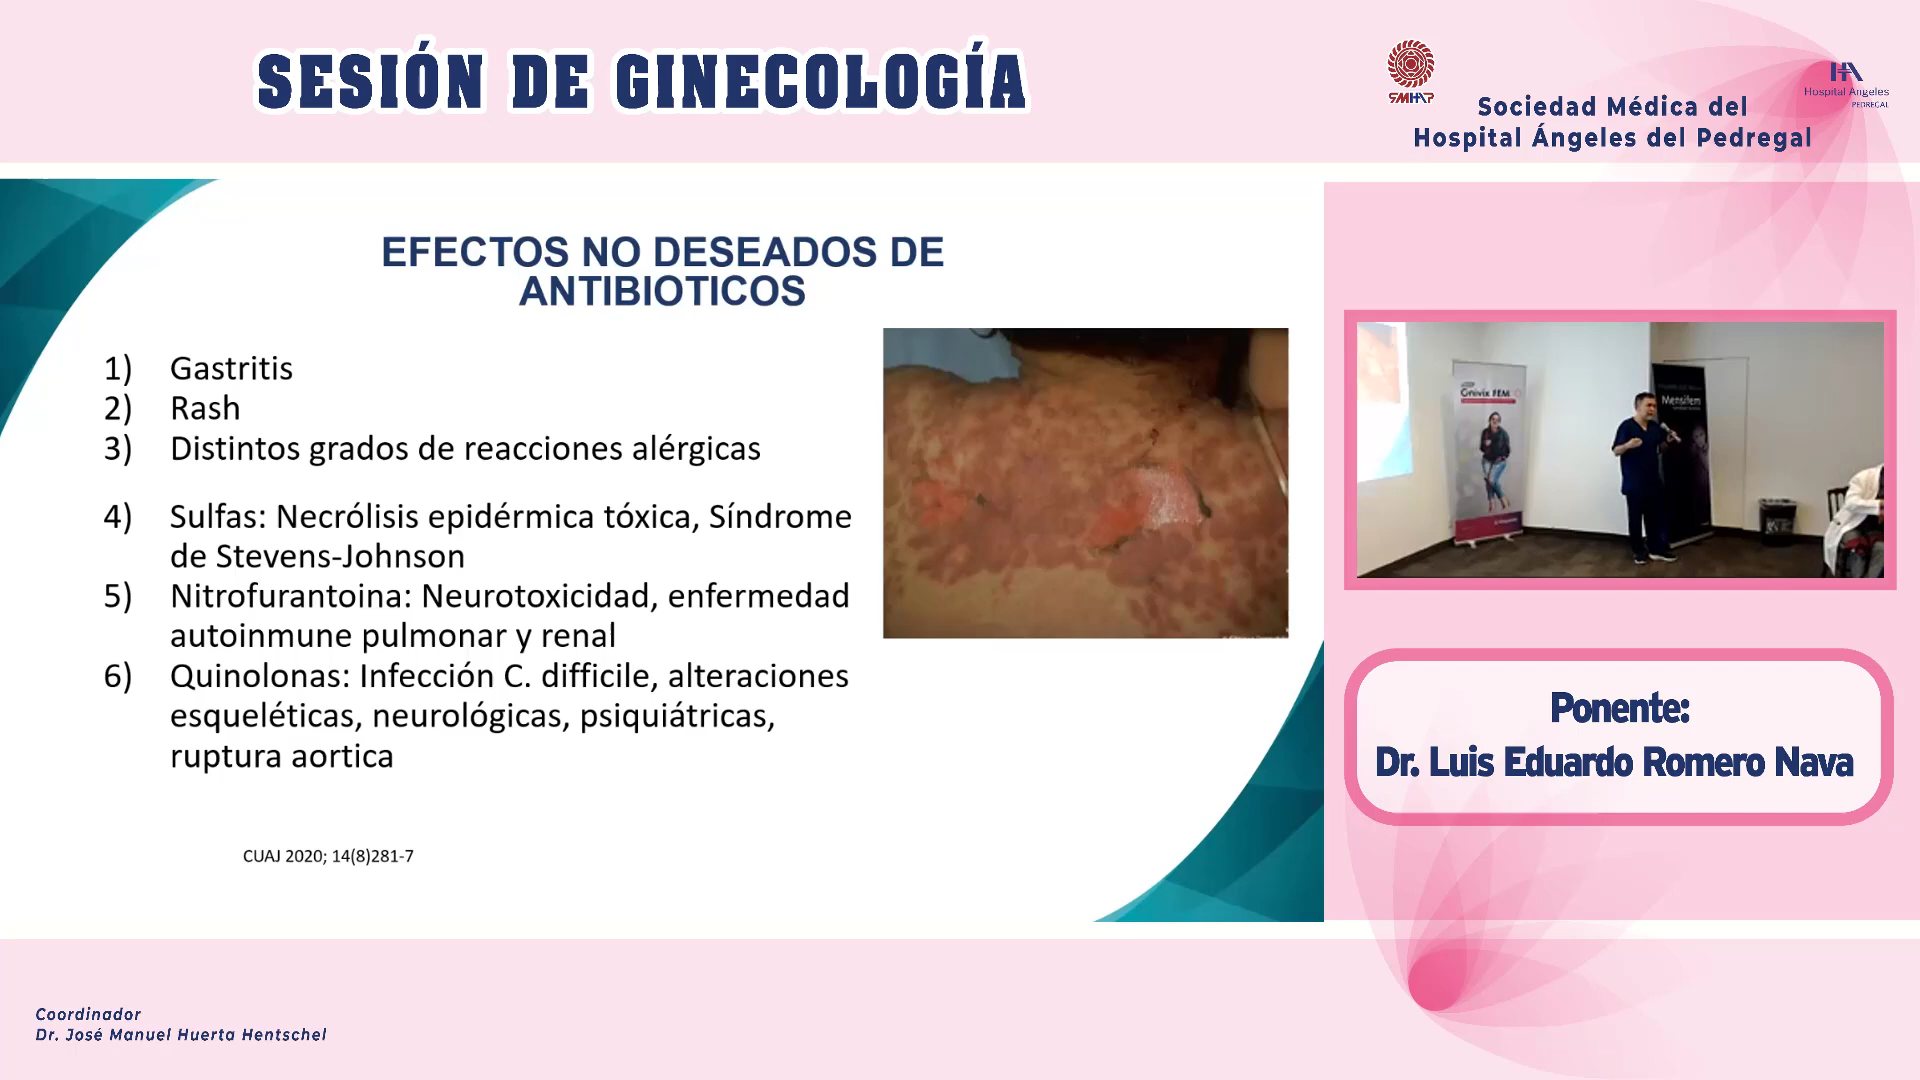 SESIÓN DE GINECOLOGÍA
SMHAP
Sociedad Médica del
Hospital Ángeles del Pedregal
HA
Hospital Angeles
PEDREGAL
EFECTOS NO DESEADOS DE
ANTIBIOTICOS
1) Gastritis
2) Rash
3) Distintos grados de reacciones alérgicas
4) Sulfas: Necrólisis epidérmica tóxica, Síndrome
de Stevens-Johnson
5) Nitrofurantoina: Neurotoxicidad, enfermedad
autoinmune pulmonar y renal
6) Quinolonas: Infección C. difficile, alteraciones
esqueléticas, neurológicas, psiquiátricas,
ruptura aortica
CUAJ 2020; 14(8)281-7
Gnivix FEM
Mensifem
Ponente:
Dr. Luis Eduardo Romero Nava
Coordinador
Dr. José Manuel Huerta Hentschel